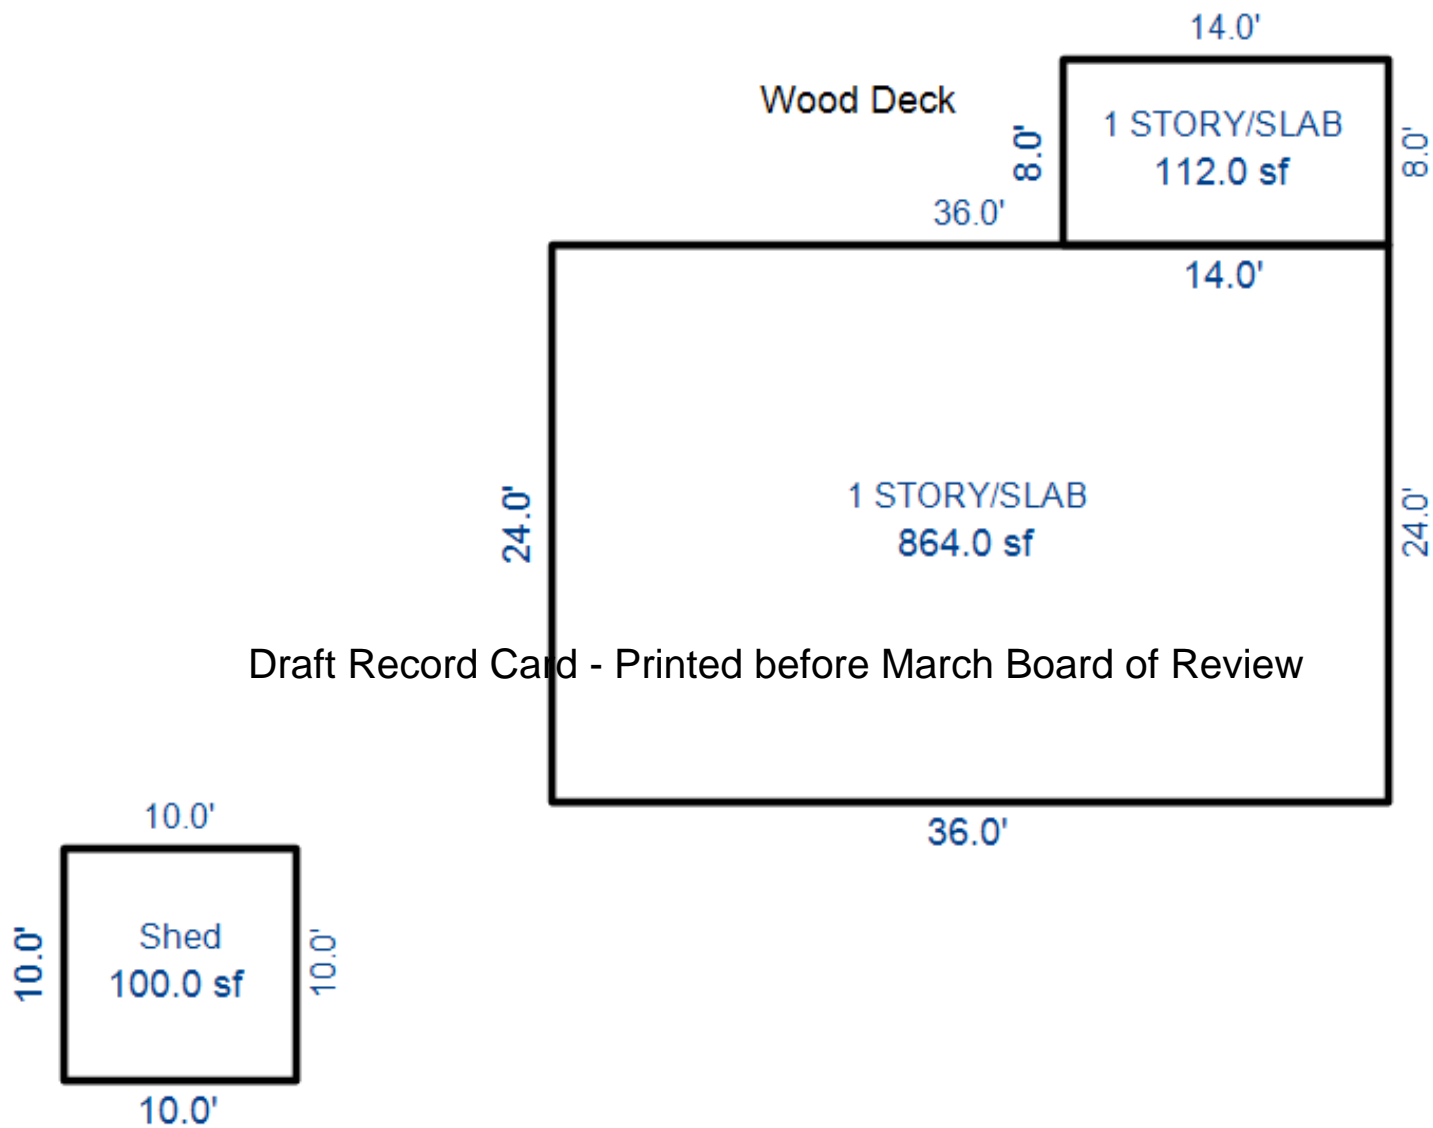 14.0'
Wood Deck
8.0'
1 STORY/SLAB
112.0 sf
8.0'
36.0'
14.0'
24.0'
1 STORY/SLAB
864.0 sf
24.0'
Draft Record Card - Printed before March Board of Review
36.0'
10.0'
10.0'
Shed
100.0 sf
10.0'
10.0'